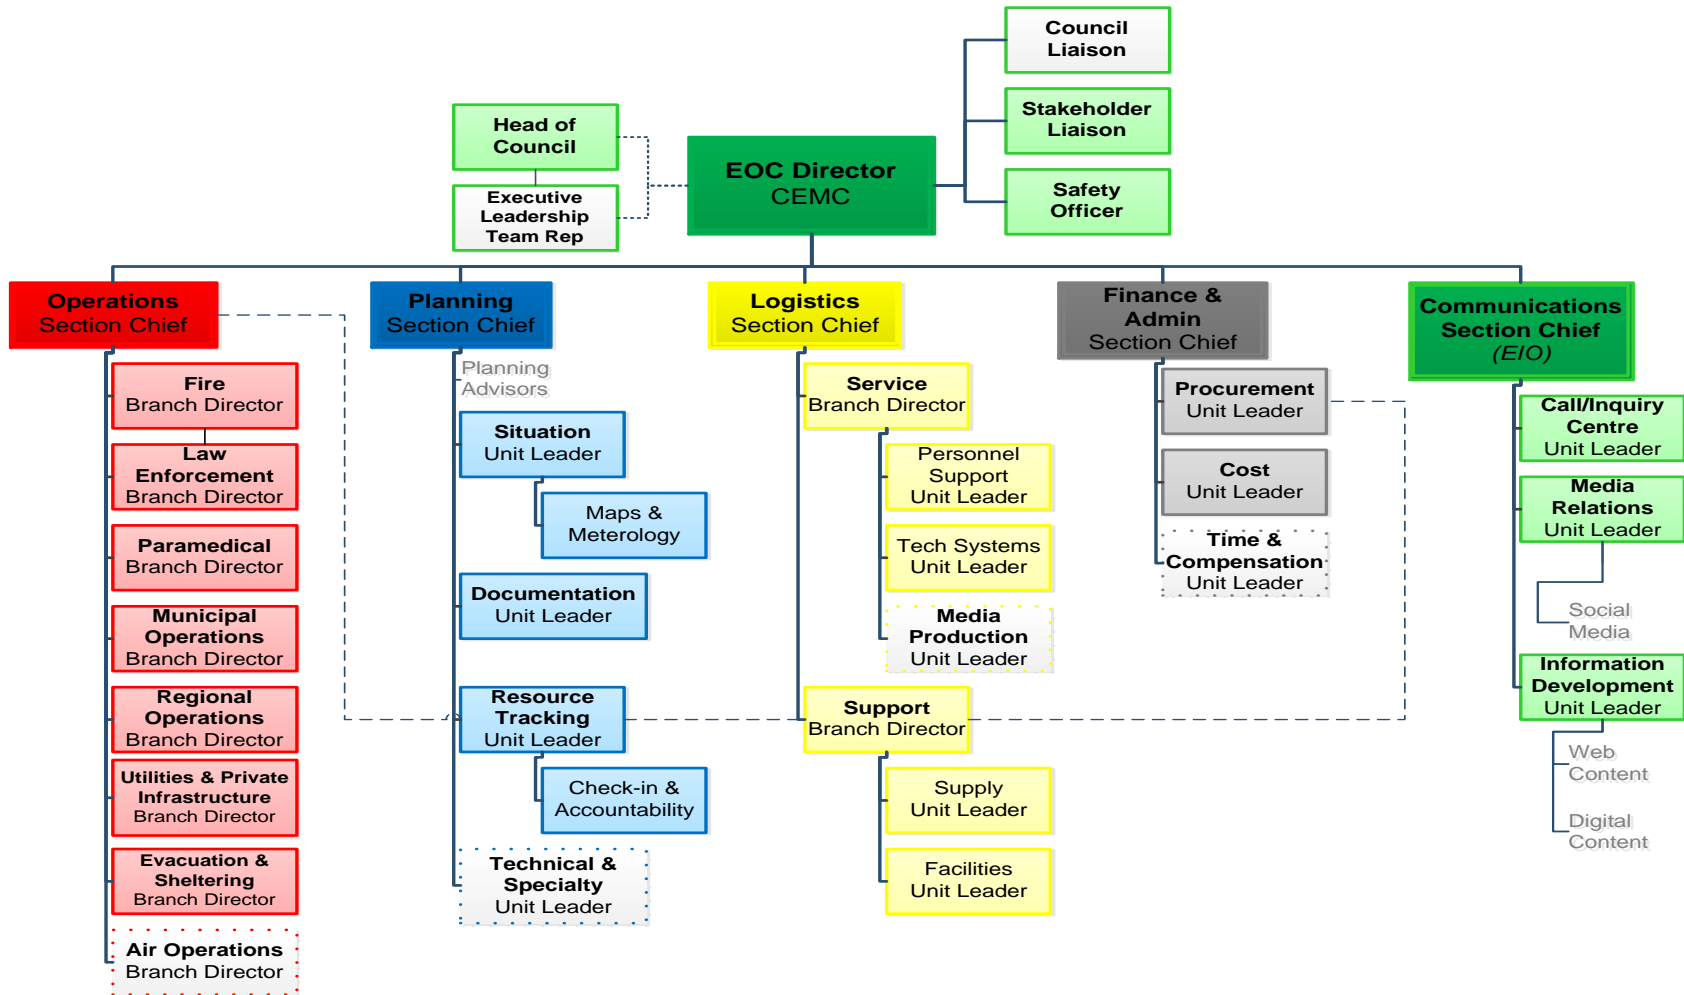 Council
Liaison
Stakeholder
Liaison
Safety
Officer
Head of
Council
Executive
Leadership
Team Rep
EOC Director
CEMC
Operations
Section Chief
Fire
Branch Director
Law
Enforcement
Branch Director
Paramedical
Branch Director
Municipal
Operations
Branch Director
Regional
Operations
Branch Director
Utilities & Private
Infrastructure
Branch Director
Evacuation &
Sheltering
Branch Director
Air Operations
Branch Director
Planning
Section Chief
Planning
Advisors
Situation
Unit Leader
Maps &
Meterology
Documentation
Unit Leader
Resource
Tracking
Unit Leader
Check-in &
Accountability
Technical &
Specialty
Unit Leader
Logistics
Section Chief
Service
Branch Director
Personnel
Support
Unit Leader
Tech Systems
Unit Leader
Media
Production
Unit Leader
Support
Branch Director
Supply
Unit Leader
Facilities
Unit Leader
Finance &
Admin
Section Chief
Procurement
Unit Leader
Cost
Unit Leader
Time &
Compensation
Unit Leader
Communications
Section Chief
(EIO)
Call/Inquiry
Centre
Unit Leader
Media
Relations
Unit Leader
Social
Media
Information
Development
Unit Leader
Web
Content
Digital
Content